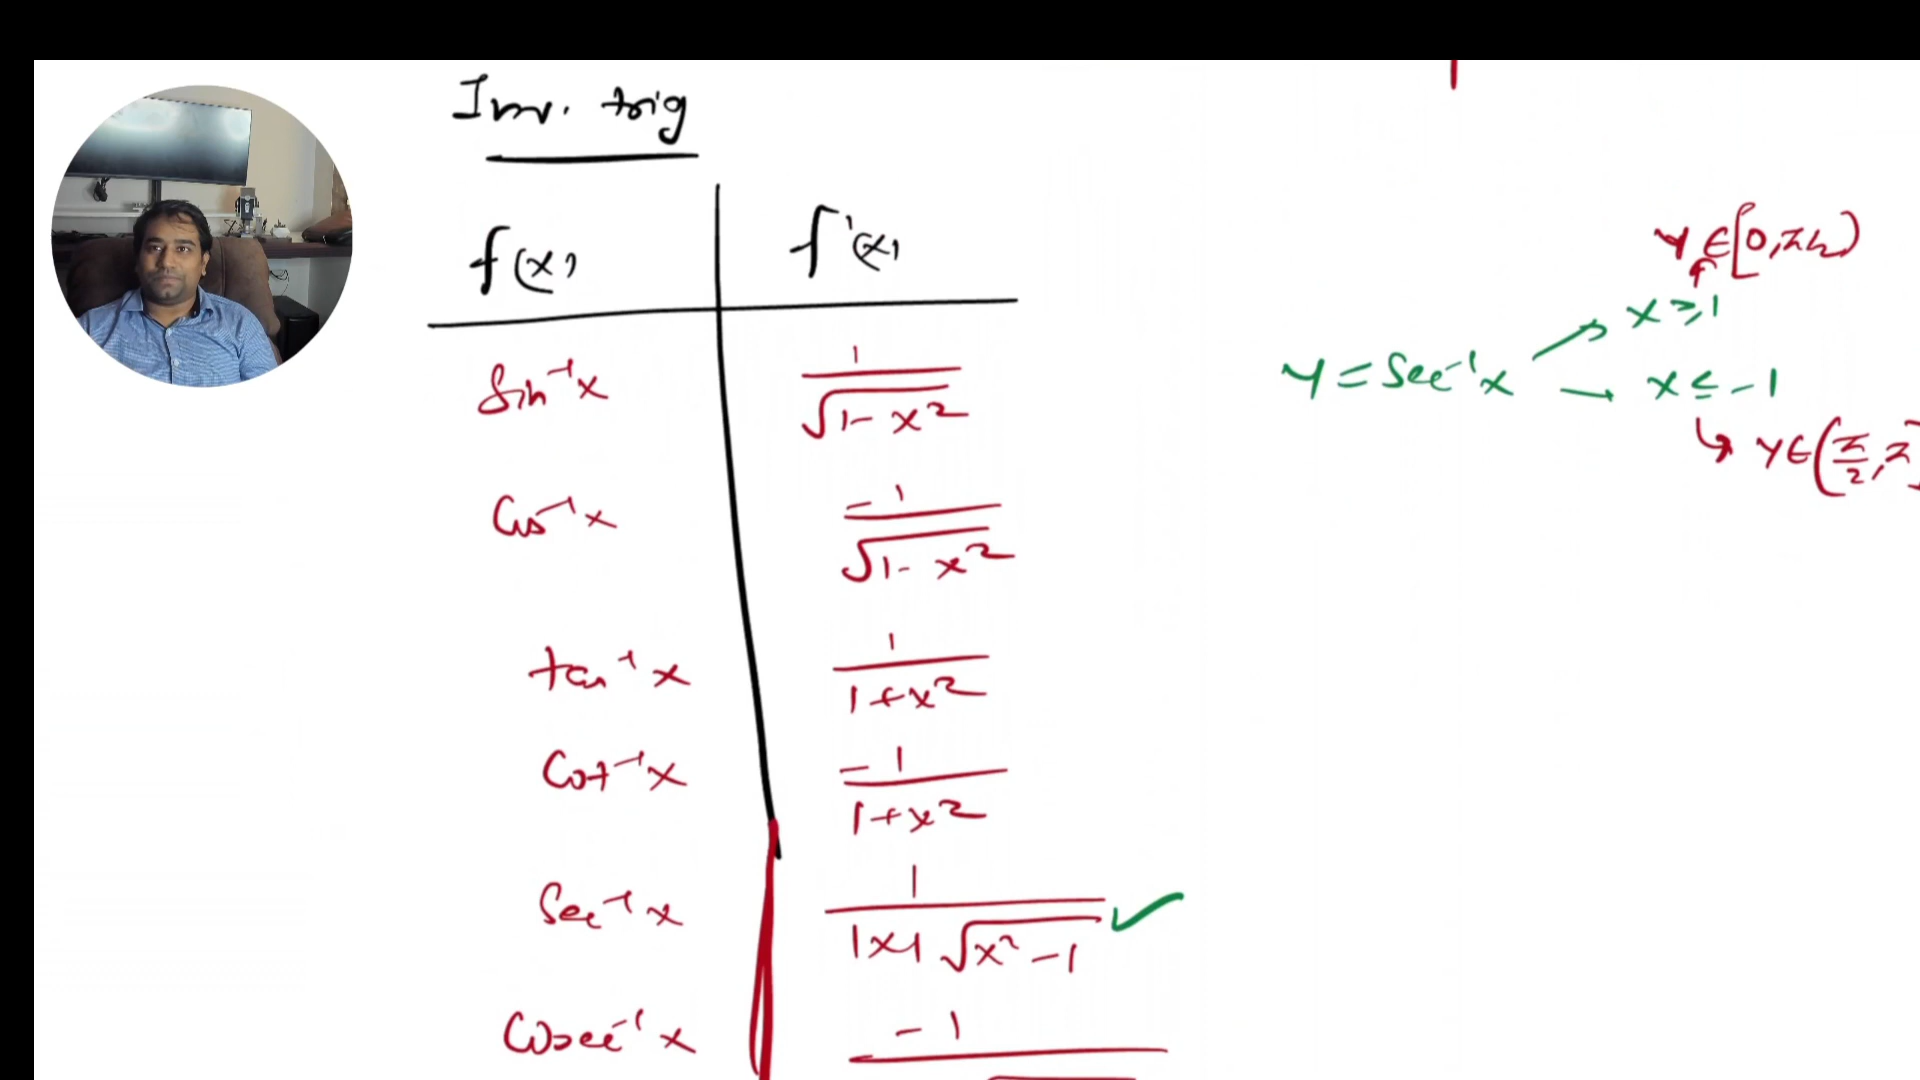 Inv. trig
f(x) f'(x)
Sin⁻¹x 1/√(1-x²)
Cos⁻¹x -1/√(1-x²)
tan⁻¹x 1/(1+x²)
Cot⁻¹x -1/(1+x²)
Sec⁻¹x 1/(|x|√(x²-1)) ✓
Cosec⁻¹x -1
y∈[0,π/2)
x≥1
y=Sec⁻¹x
x≤-1
y∈(π/2,π]